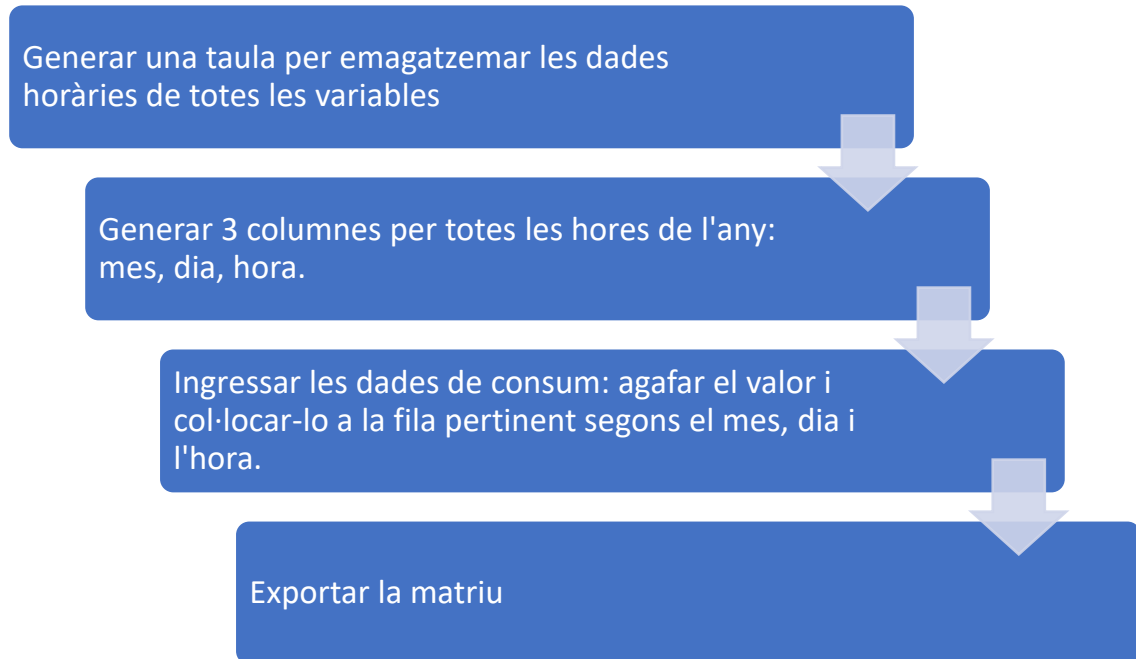 Generar una taula per emagatzemar les dades
horàries de totes les variables
Generar 3 columnes per totes les hores de l'any:
mes, dia, hora.
Ingressar les dades de consum: agafar el valor i
col·locar-lo a la fila pertinent segons el mes, dia i
l'hora.
Exportar la matriu